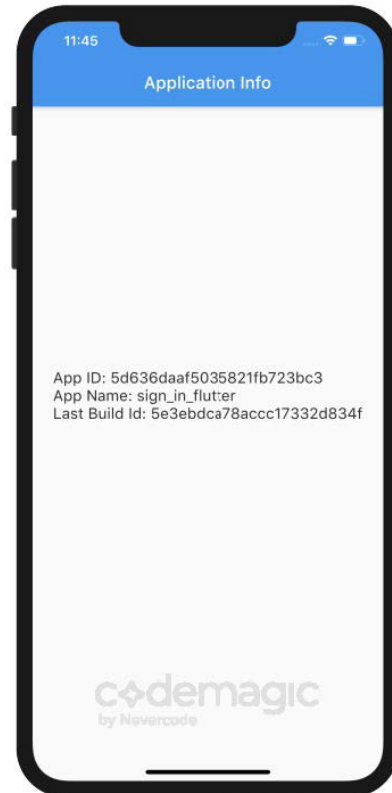 11:45
Application Info
App ID: 5d636daaf5035821fb723bc3
App Name: sign_in_flutter
Last Build Id: 5e3ebdca78accc17332d834f
codemagic
by Nevercode